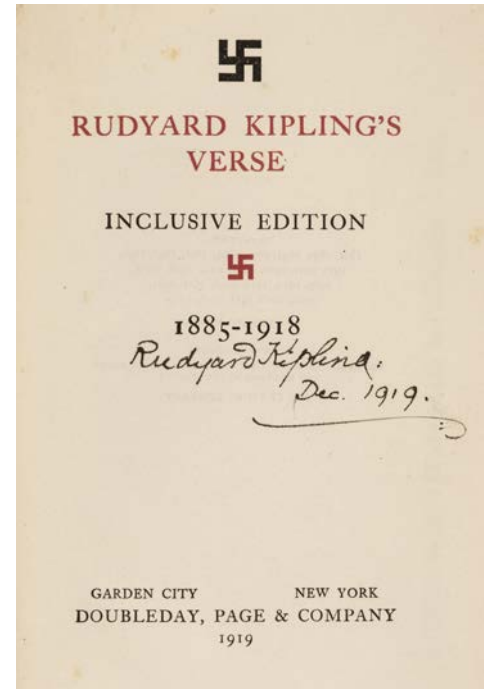 RUDYARD KIPLING'S
VERSE
INCLUSIVE EDITION
1885-1918
Rudyard Kipling:
Dec. 1919.
GARDEN CITY NEW YORK
DOUBLEDAY, PAGE & COMPANY
1919